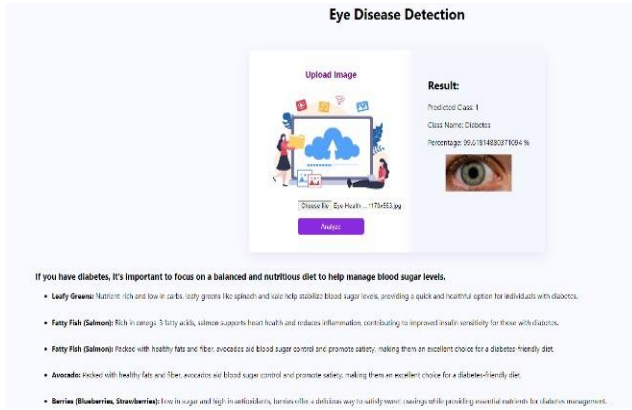 Eye Disease Detection
Upload Image
Result:
Predicted Class: 1
Class Name: Diabetes
Percentage: 99.61814880371094 %
Choose file Eye Health ... 1170x583.jpg
Analyze
If you have diabetes, it's important to focus on a balanced and nutritious diet to help manage blood sugar levels.
Leafy Greens: Nutrient rich and low in carbs, leafy greens like spinach and kale help stabilize blood sugar levels, providing a quick and healthful option for individuals with diabetes.
Fatty Fish (Salmon): Rich in omega-3 fatty acids, salmon supports heart health and reduces inflammation, contributing to improved insulin sensitivity for those with diabetes.
Fatty Fish (Salmon): Packed with healthy fats and fiber, avocados aid blood sugar control and promote satiety, making them an excellent choice for a diabetes-friendly diet.
Avocado: Packed with healthy fats and fiber, avocados aid blood sugar control and promote satiety, making them an excellent choice for a diabetes-friendly diet.
Berries (Blueberries, Strawberries): Low in sugar and high in antioxidants, berries offer a delicious way to satisfy sweet cravings while providing essential nutrients for diabetes management.